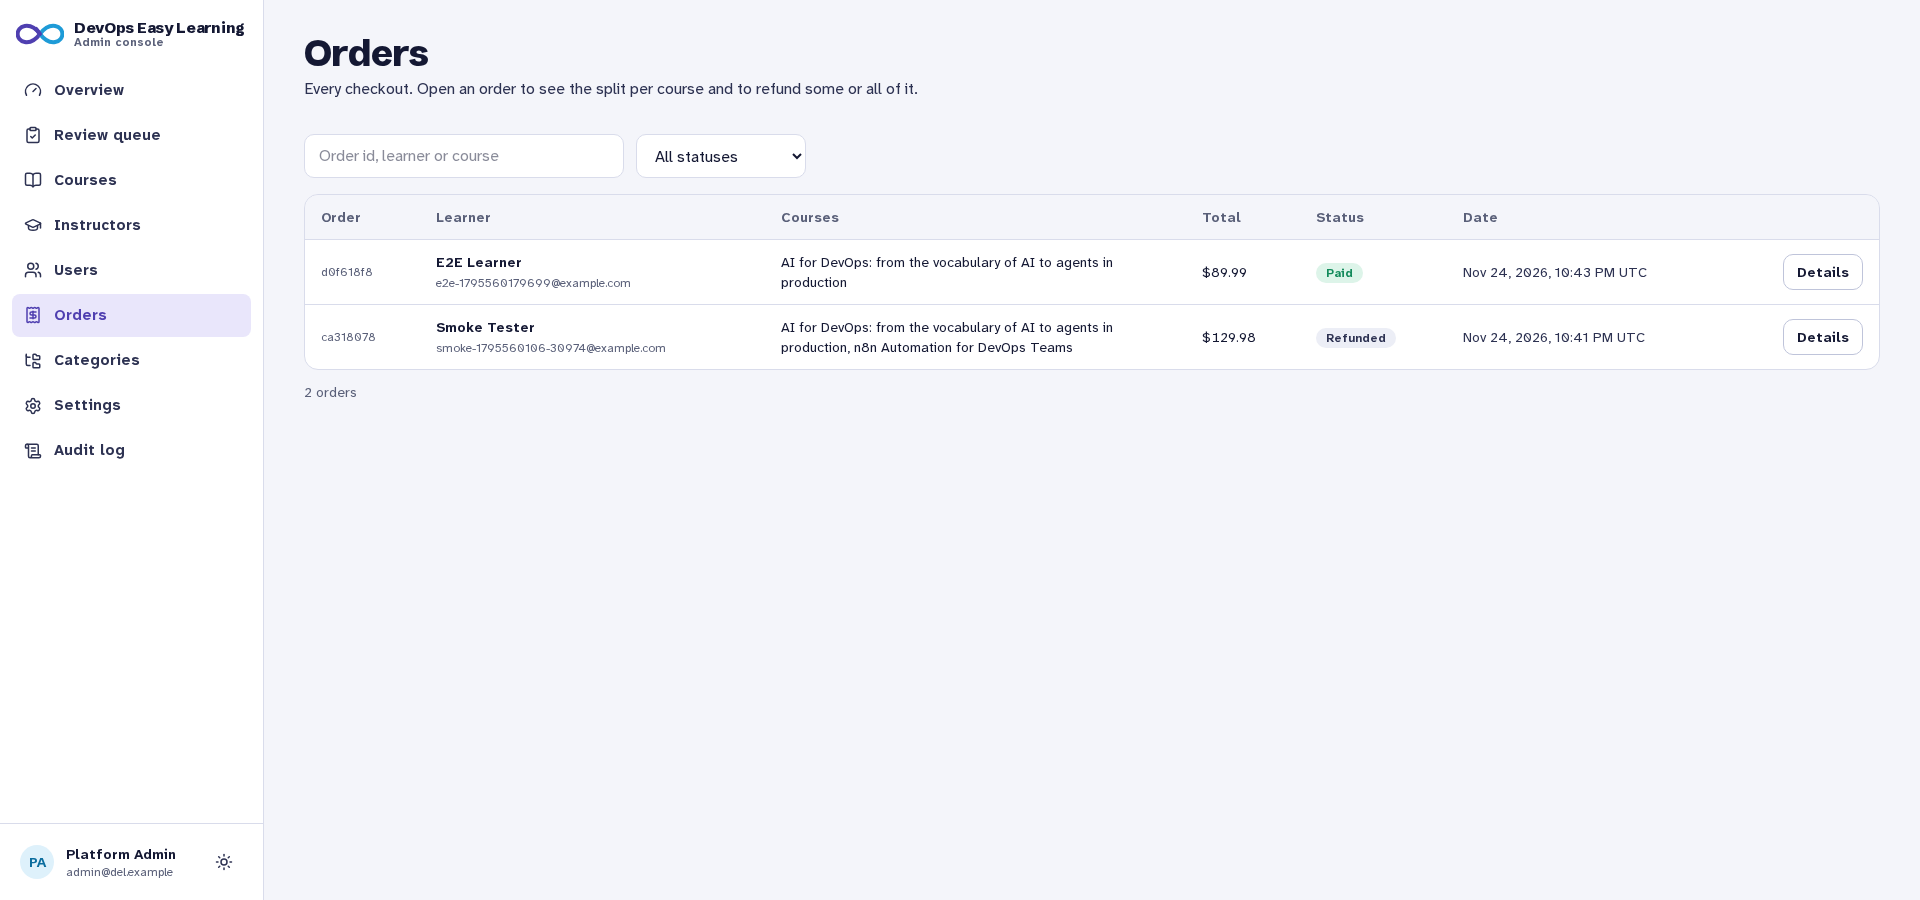 DevOps Easy Learning
Admin console
Overview
Review queue
Courses
Instructors
Users
Orders
Categories
Settings
Audit log
PA
Platform Admin
admin@del.example
Orders
Every checkout. Open an order to see the split per course and to refund some or all of it.
Order id, learner or course
All statuses
Order Learner Courses Total Status Date
d0f618f8 E2E Learner AI for DevOps: from the vocabulary of AI to agents in $89.99 Paid Nov 24, 2026, 10:43 PM UTC Details
e2e-1795560179699@example.com production
ca318078 Smoke Tester AI for DevOps: from the vocabulary of AI to agents in $129.98 Refunded Nov 24, 2026, 10:41 PM UTC Details
smoke-1795560106-30974@example.com production, n8n Automation for DevOps Teams
2 orders